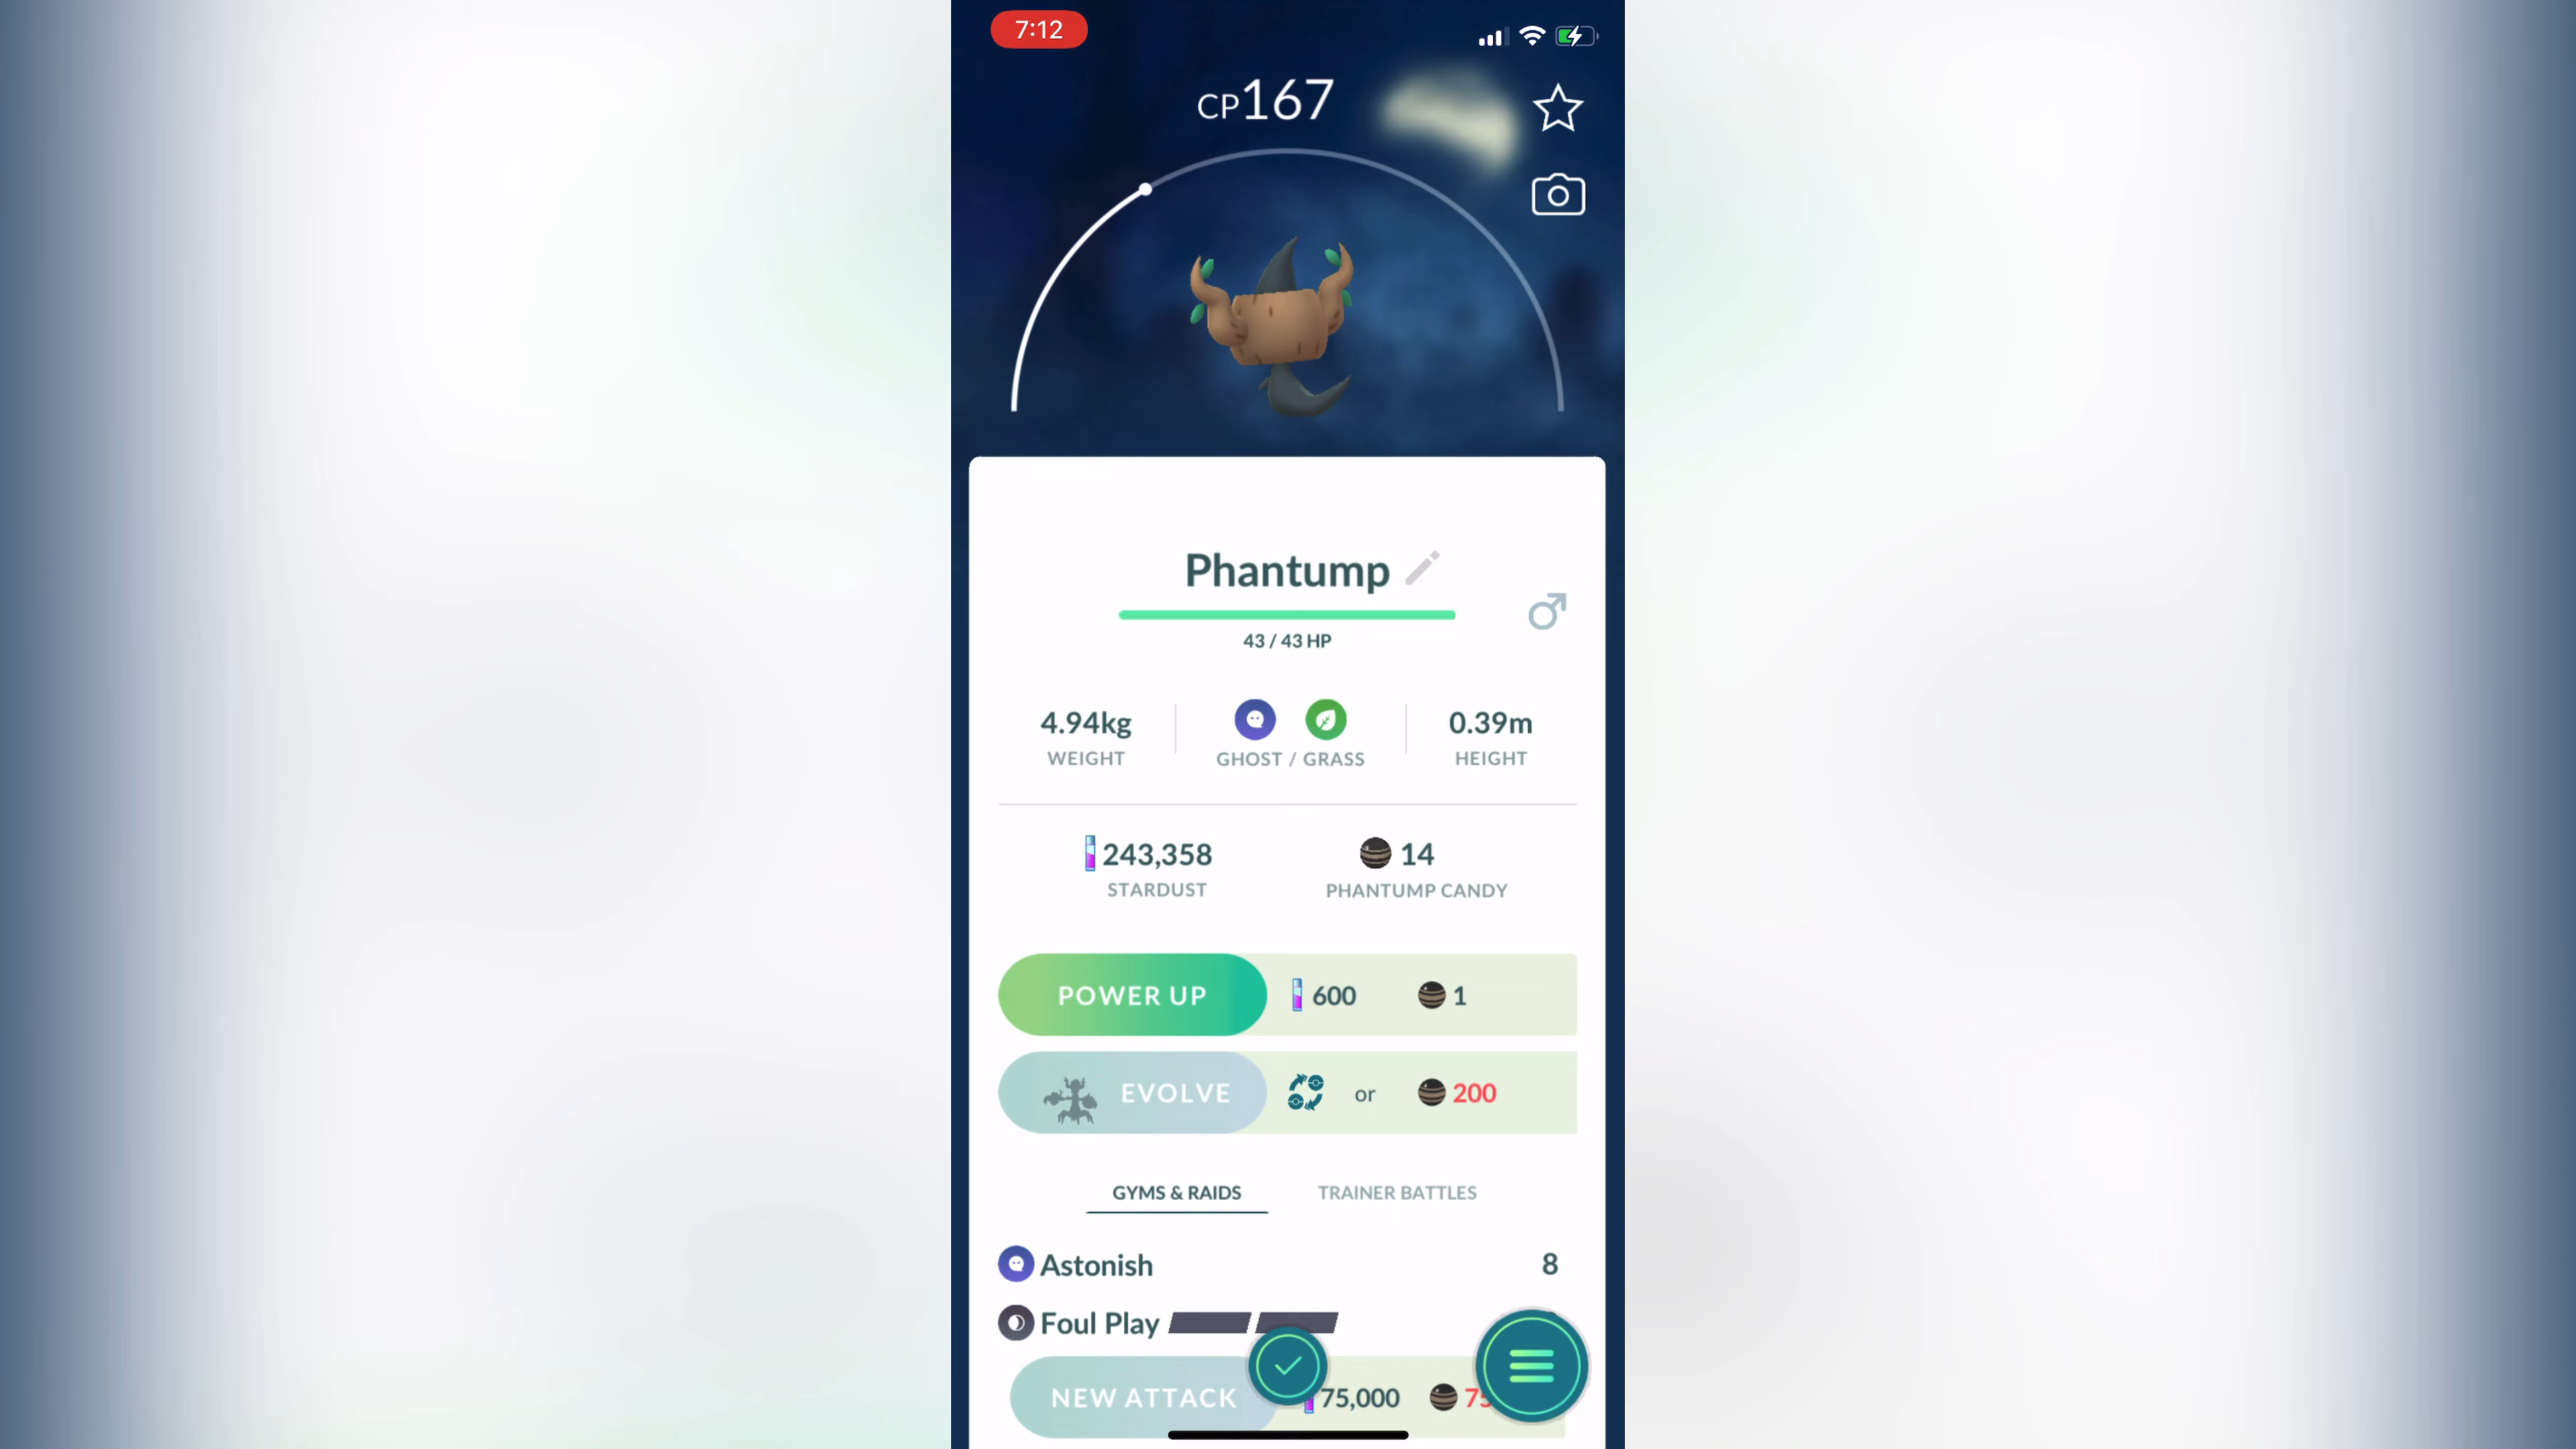 7:12
CP167
Phantump
43 / 43 HP
4.94kg
WEIGHT
GHOST / GRASS
0.39m
HEIGHT
243,358
STARDUST
14
PHANTUMP CANDY
POWER UP 600 1
EVOLVE or 200
GYMS & RAIDS TRAINER BATTLES
Astonish 8
Foul Play
NEW ATTACK 75,000